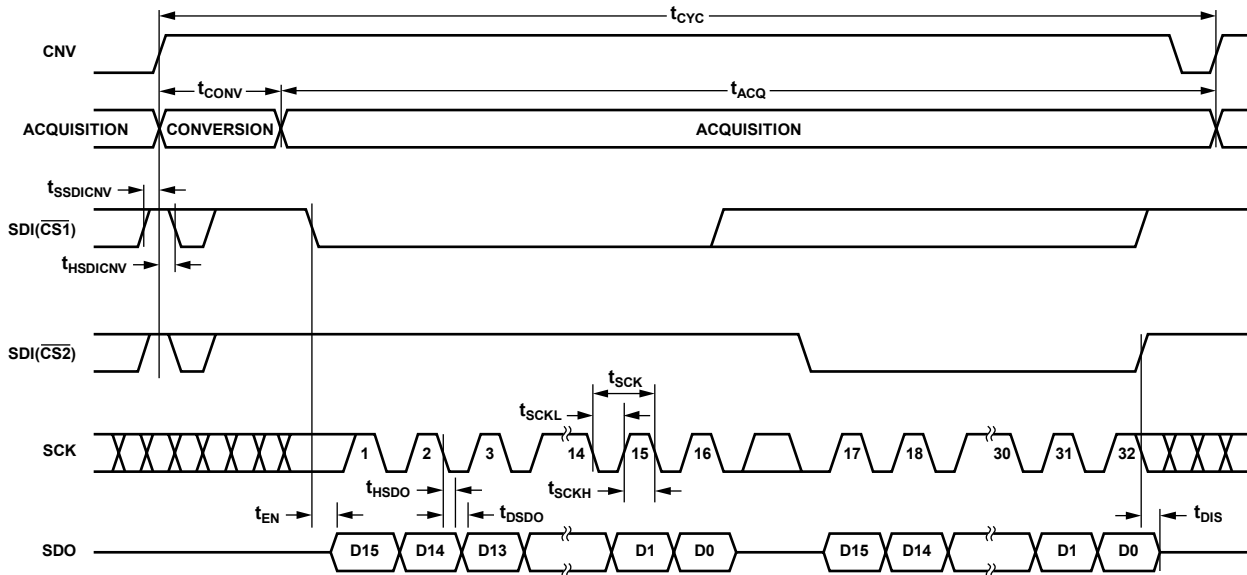 tCYC
CNV
tCONV
tACQ
ACQUISITION
CONVERSION
ACQUISITION
tSSDICNV
SDI(CS1)
tHSDICNV
SDI(CS2)
tSCK
tSCKL
SCK
1 2 3 14 15 16 17 18 30 31 32
tHSDO
tSCKH
tEN
tDSDO
tDIS
SDO
D15 D14 D13 D1 D0 D15 D14 D1 D0